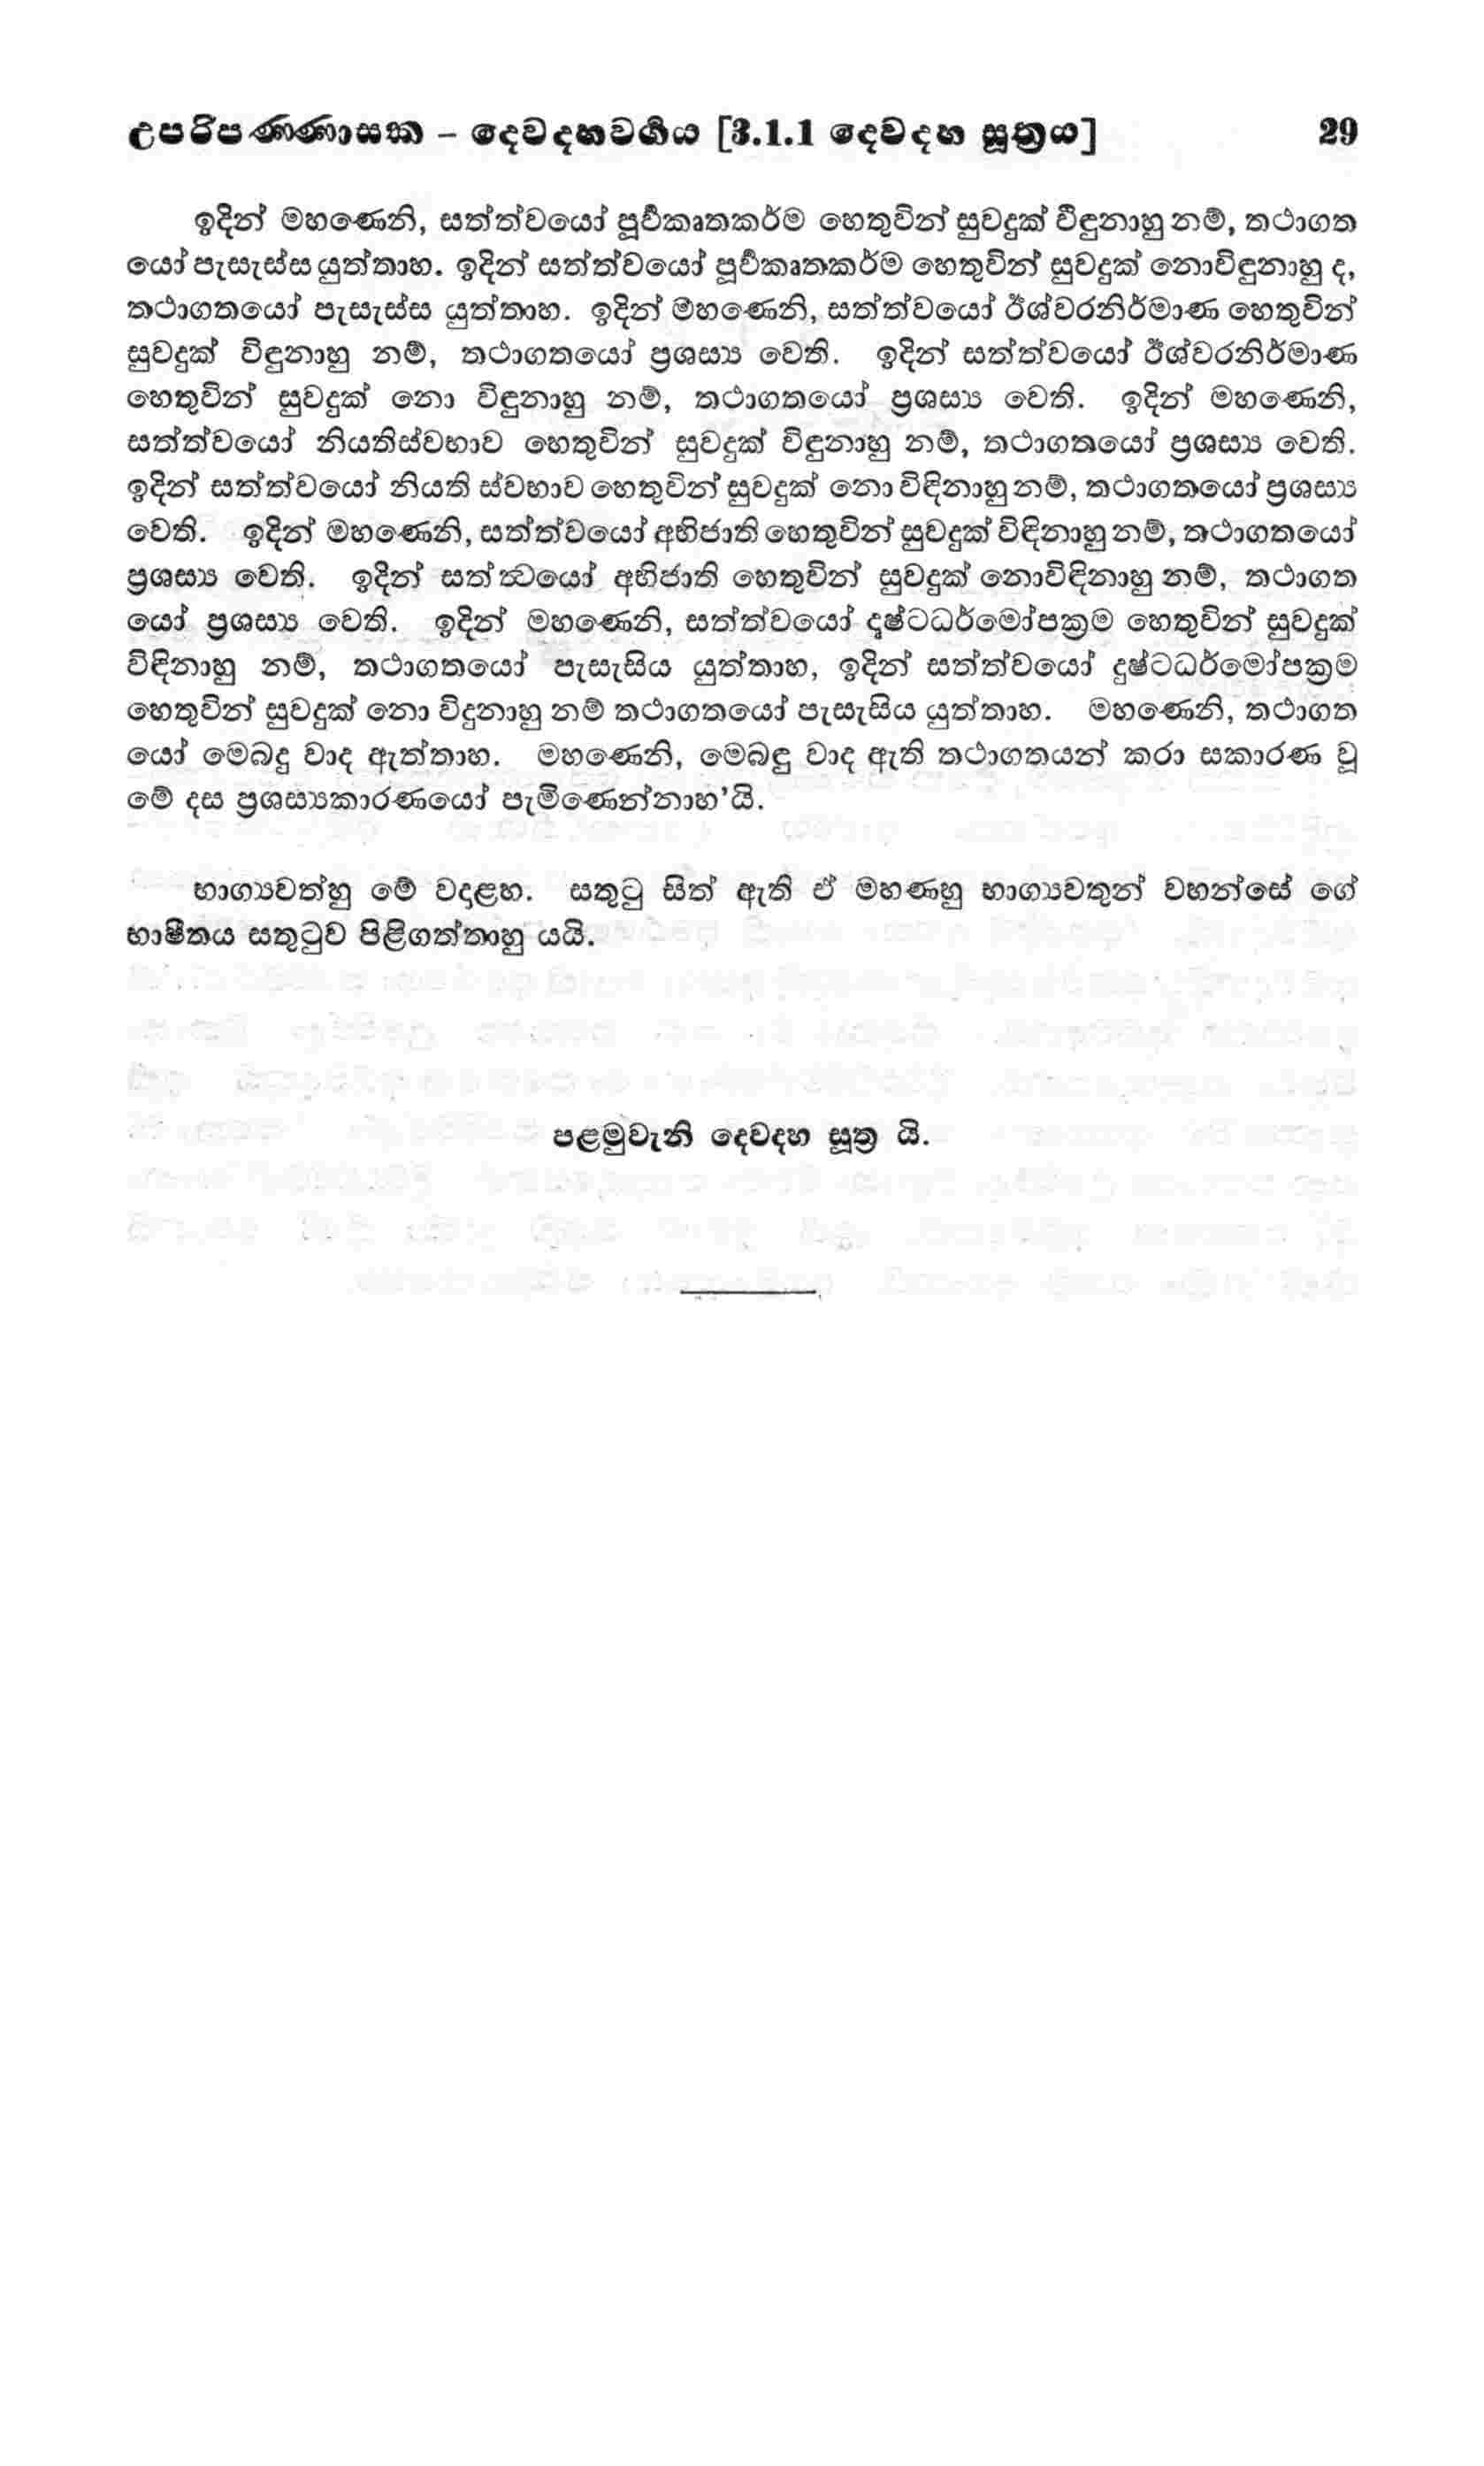 උපරිපණ්ණාසක – දෙවදහවර්ගය [3.1.1 දෙවදහ සූත්‍රය] 29
ඉදින් මහණෙනි, සත්ත්වයෝ පූර්වකෘතකර්ම හෙතුවින් සුවදුක් විඳුනාහු නම්, තථාගත
යෝ පැසැස්ස යුත්තාහ. ඉදින් සත්ත්වයෝ පූර්වකෘතකර්ම හෙතුවින් සුවදුක් නොවිඳුනාහු ද,
තථාගතයෝ පැසැස්ස යුත්තාහ. ඉදින් මහණෙනි, සත්ත්වයෝ ඊශ්වරනිර්මාණ හෙතුවින්
සුවදුක් විඳුනාහු නම්, තථාගතයෝ ප්‍රශස්‍ය වෙති. ඉදින් සත්ත්වයෝ ඊශ්වරනිර්මාණ
හෙතුවින් සුවදුක් නො විඳුනාහු නම්, තථාගතයෝ ප්‍රශස්‍ය වෙති. ඉදින් මහණෙනි,
සත්ත්වයෝ නියතිස්වභාව හෙතුවින් සුවදුක් විඳුනාහු නම්, තථාගතයෝ ප්‍රශස්‍ය වෙති.
ඉදින් සත්ත්වයෝ නියති ස්වභාව හෙතුවින් සුවදුක් නො විඳිනාහු නම්, තථාගතයෝ ප්‍රශස්‍ය
වෙති. ඉදින් මහණෙනි, සත්ත්වයෝ අභිජාති හෙතුවින් සුවදුක් විඳිනාහු නම්, තථාගතයෝ
ප්‍රශස්‍ය වෙති. ඉදින් සත්ත්‍වයෝ අභිජාති හෙතුවින් සුවදුක් නොවිඳිනාහු නම්, තථාගත
යෝ ප්‍රශස්‍ය වෙති. ඉදින් මහණෙනි, සත්ත්වයෝ දෘෂ්ටධර්මෝපක්‍රම හෙතුවින් සුවදුක්
විඳිනාහු නම්, තථාගතයෝ පැසැසිය යුත්තාහ, ඉදින් සත්ත්වයෝ දුෂ්ටධර්මෝපක්‍රම
හෙතුවින් සුවදුක් නො විදුනාහු නම් තථාගතයෝ පැසැසිය යුත්තාහ. මහණෙනි, තථාගත
යෝ මෙබදු වාද ඇත්තාහ. මහණෙනි, මෙබඳු වාද ඇති තථාගතයන් කරා සකාරණ වූ
මේ දස ප්‍රශස්‍යකාරණයෝ පැමිණෙන්නාහ’යි.
භාග්‍යවත්හු මේ වදාළහ. සතුටු සිත් ඇති ඒ මහණහු භාග්‍යවතුන් වහන්සේ ගේ
භාෂිතය සතුටුව පිළිගත්තාහු යයි.
පළමුවැනි දෙවදහ සූත්‍ර යි.